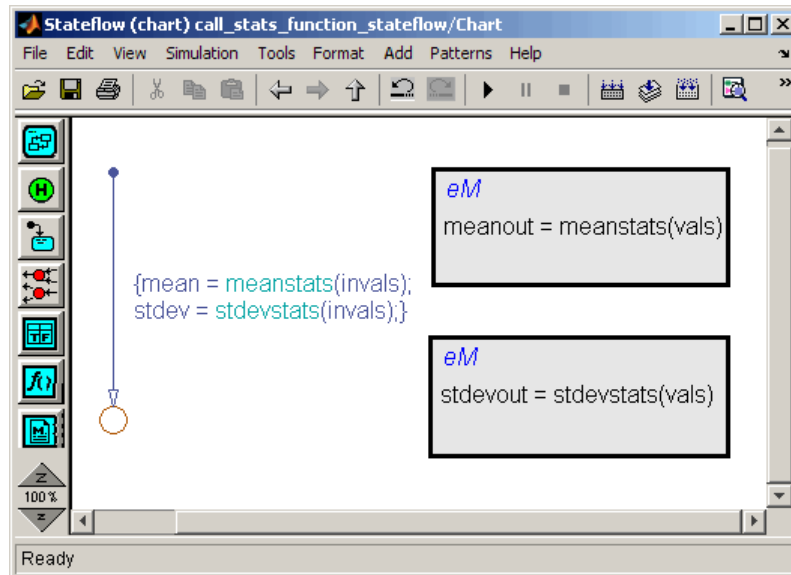 Stateflow (chart) call_stats_function_stateflow/Chart
File Edit View Simulation Tools Format Add Patterns Help
H
{mean = meanstats(invals);
stdev = stdevstats(invals);}
eM
meanout = meanstats(vals)
eM
stdevout = stdevstats(vals)
TF
f()
M
Z
100 %
Z
Ready